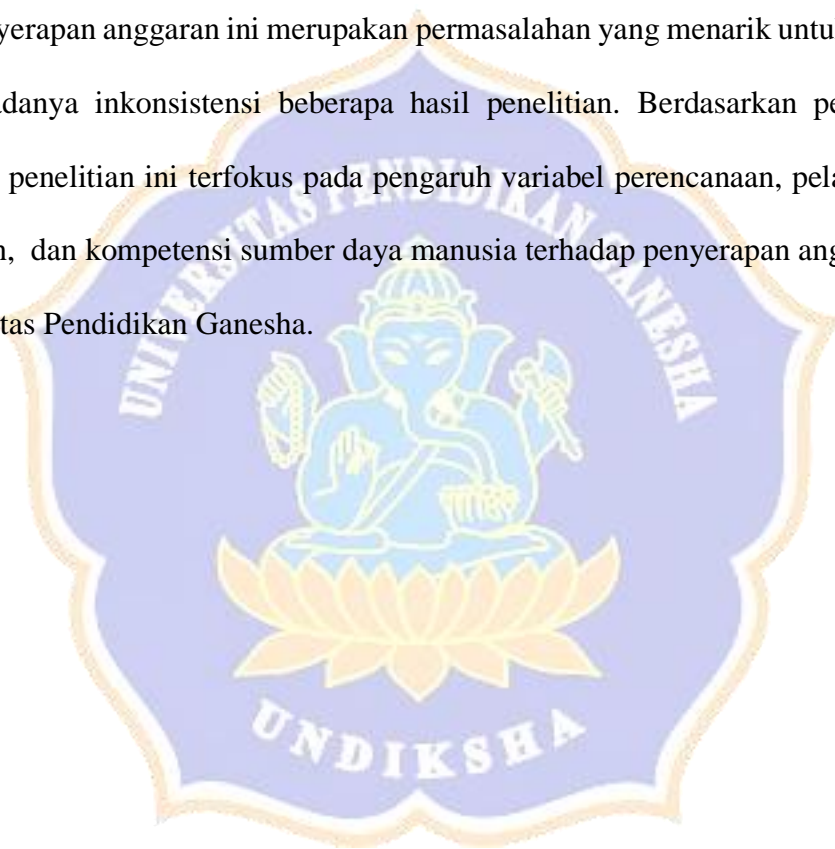 yerapan anggaran ini merupakan permasalahan yang menarik untu
danya inkonsistensi beberapa hasil penelitian. Berdasarkan pe
penelitian ini terfokus pada pengaruh variabel perencanaan, pela
n, dan kompetensi sumber daya manusia terhadap penyerapan ang
tas Pendidikan Ganesha.
UNIVERSITAS PENDIDIKAN GANESHA
UNDIKSHA